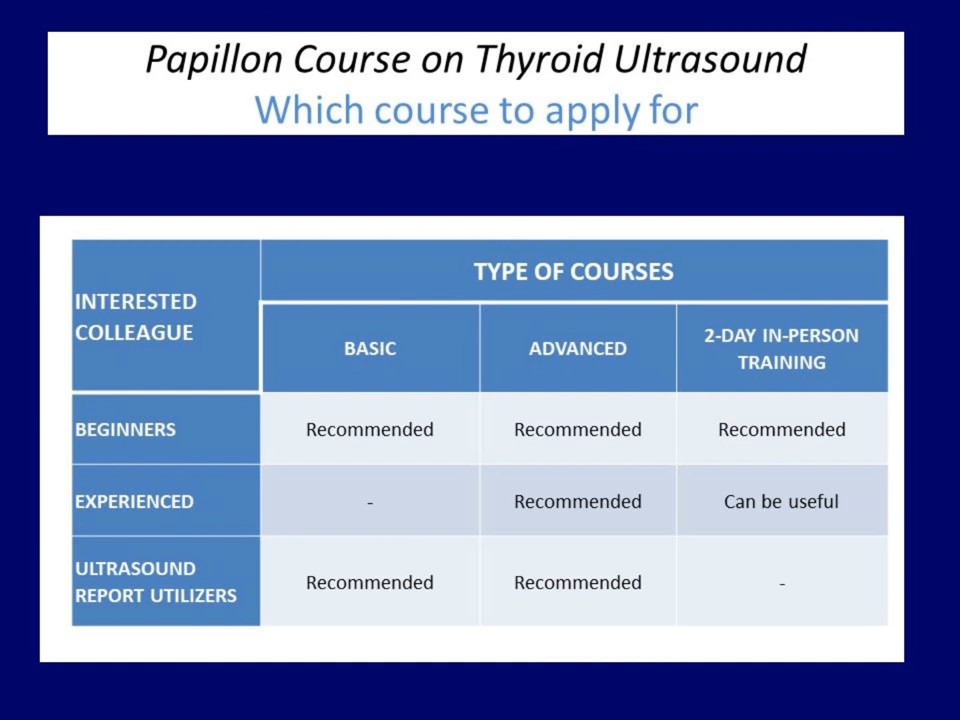 Papillon Course on Thyroid Ultrasound
Which course to apply for
INTERESTED
COLLEAGUE
TYPE OF COURSES
BASIC
ADVANCED
2-DAY IN-PERSON
TRAINING
BEGINNERS
Recommended
Recommended
Recommended
EXPERIENCED
-
Recommended
Can be useful
ULTRASOUND
REPORT UTILIZERS
Recommended
Recommended
-